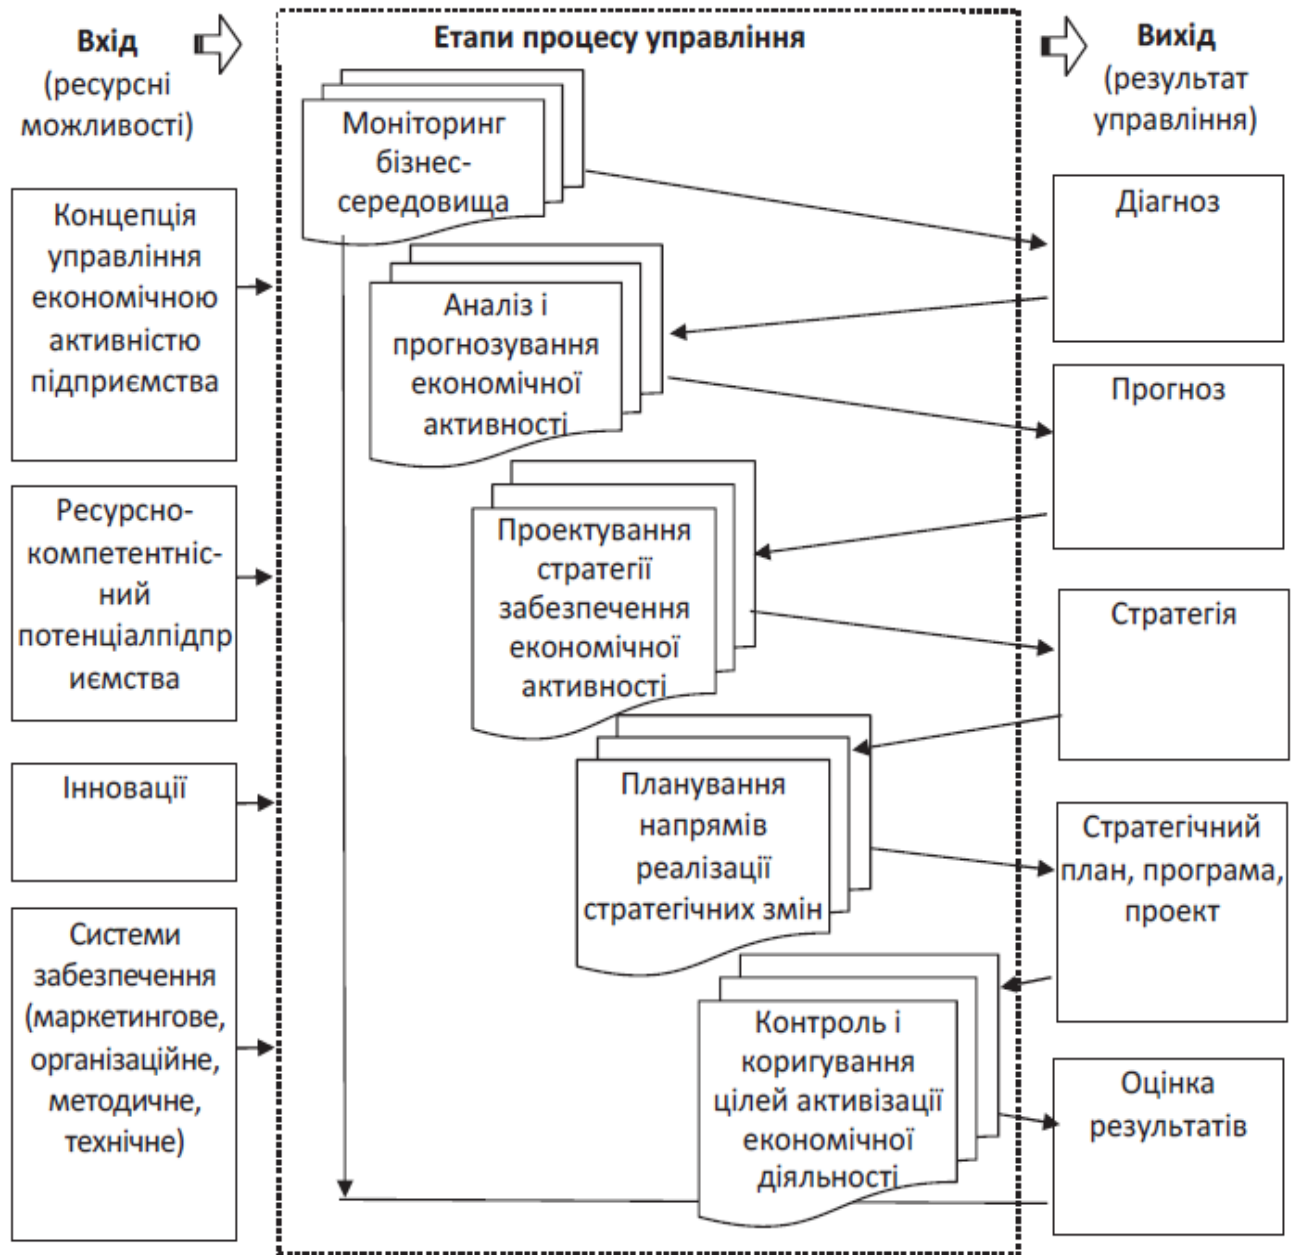 Вхід
(ресурсні
можливості)
Концепція
управління
економічною
активністю
підприємства
Ресурсно-
компетентніс-
ний
потенціалпідпр
иємства
Інновації
Системи
забезпечення
(маркетингове,
організаційне,
методичне,
технічне)
Етапи процесу управління
Моніторинг
бізнес-
середовища
Аналіз і
прогнозування
економічної
активності
Проектування
стратегії
забезпечення
економічної
активності
Планування
напрямів
реалізації
стратегічних змін
Контроль і
коригування
цілей активізації
економічної
діяльності
Вихід
(результат
управління)
Діагноз
Прогноз
Стратегія
Стратегічний
план, програма,
проект
Оцінка
результатів